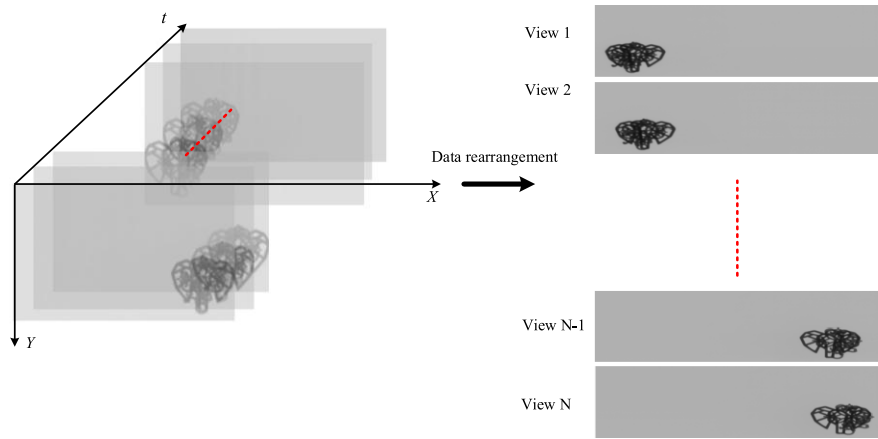 t
X
Y
Data rearrangement
View 1
View 2
View N-1
View N